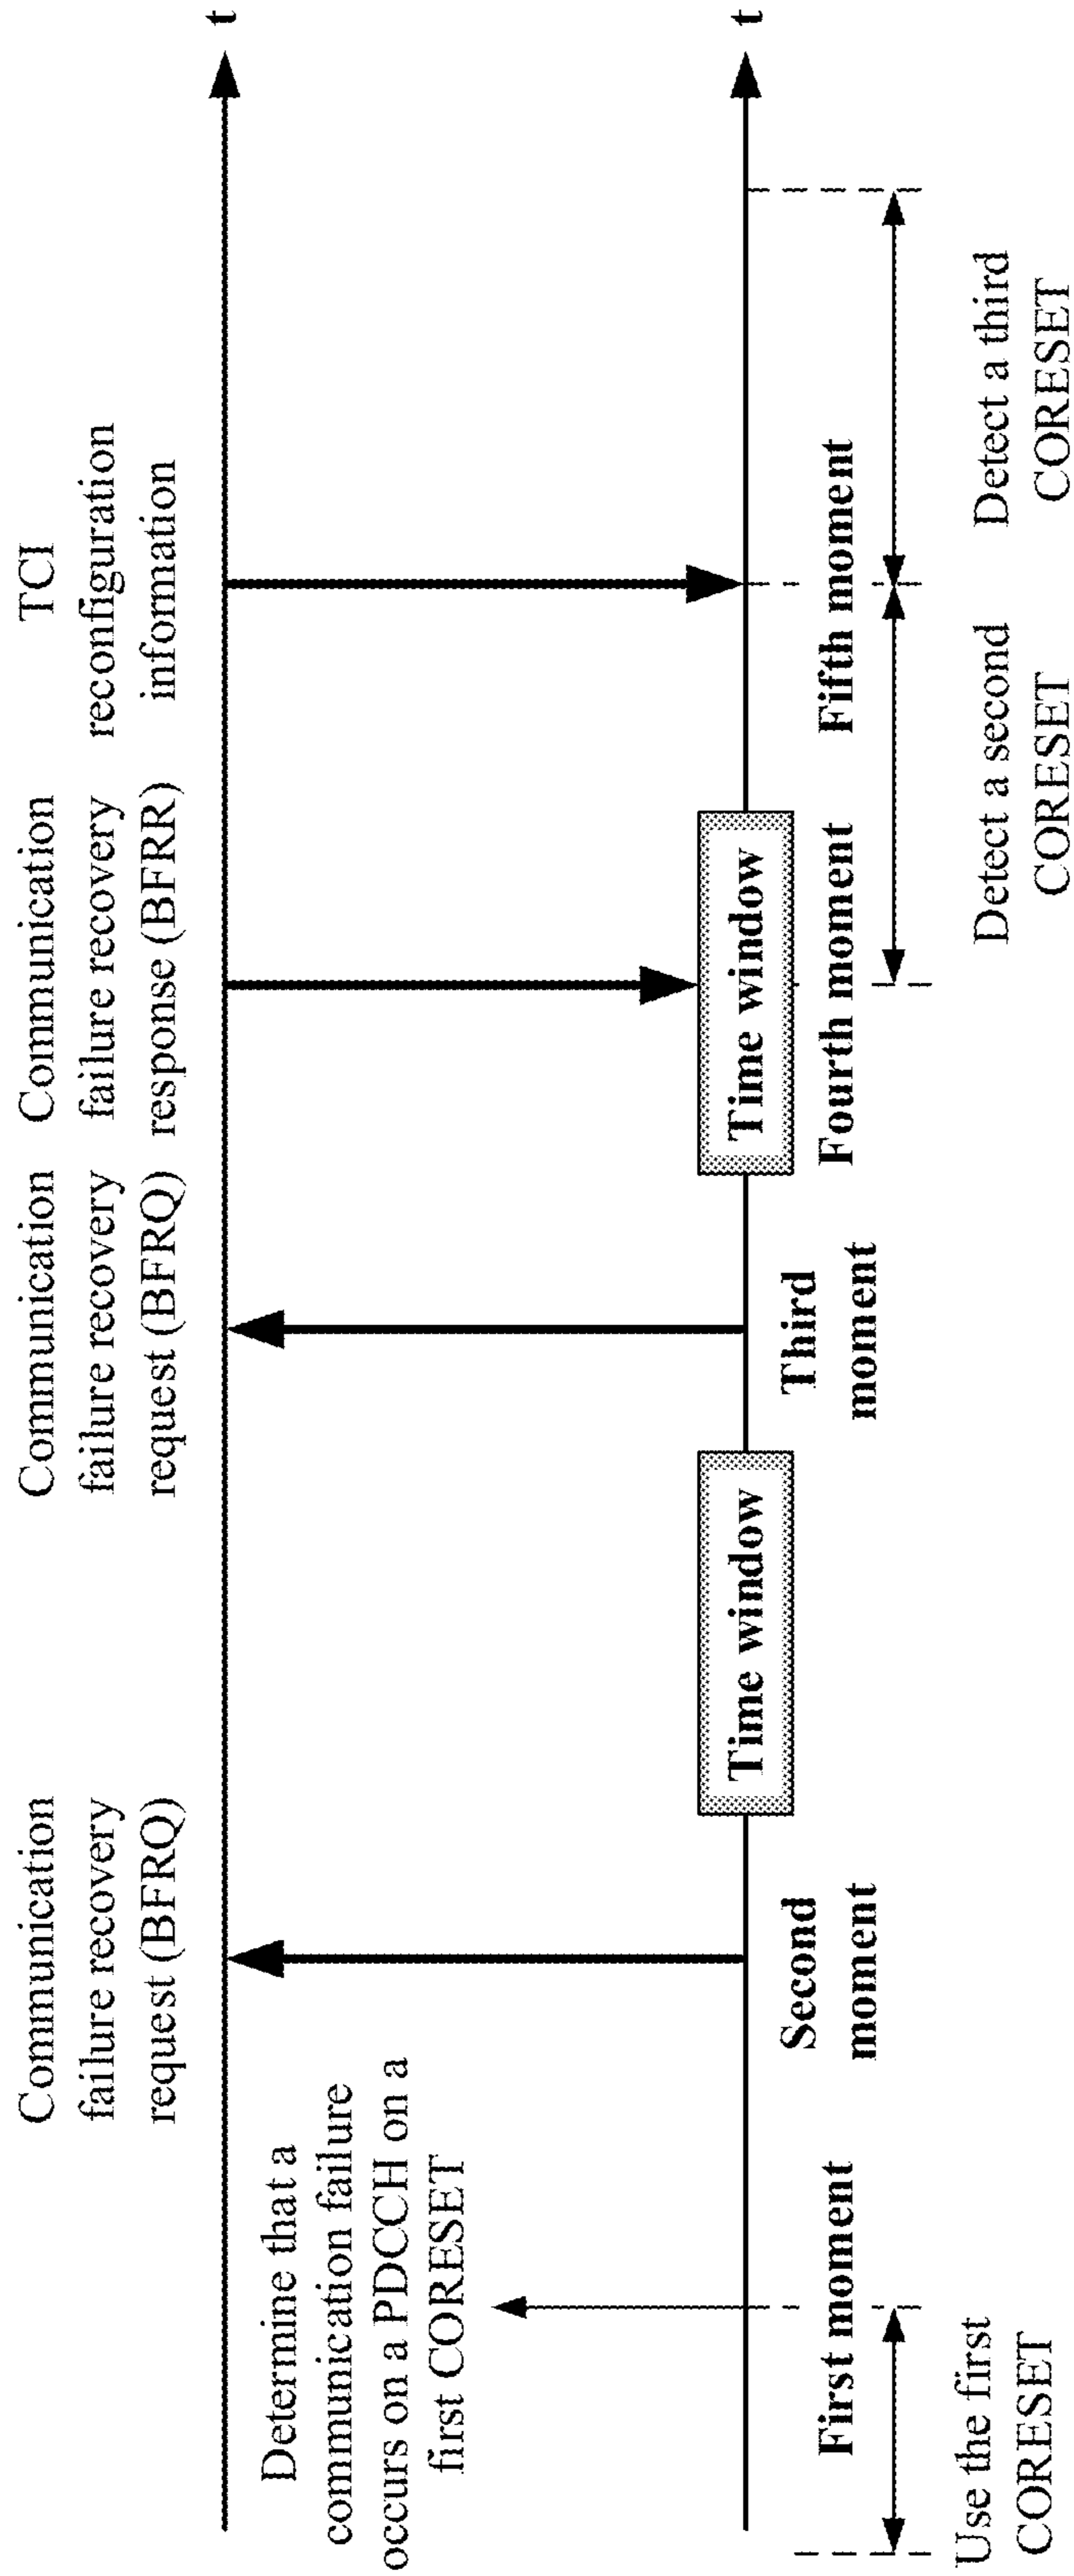 Communication
failure recovery
request (BFRQ)
Communication
failure recovery
request (BFRQ)
Communication
failure recovery
response (BFRR)
TCI
reconfiguration
information
t
Determine that a
communication failure
occurs on a PDCCH on a
first CORESET
Time window
Time window
t
First moment
Second
moment
Third
moment
Fourth moment
Fifth moment
Use the first
CORESET
Detect a second
CORESET
Detect a third
CORESET